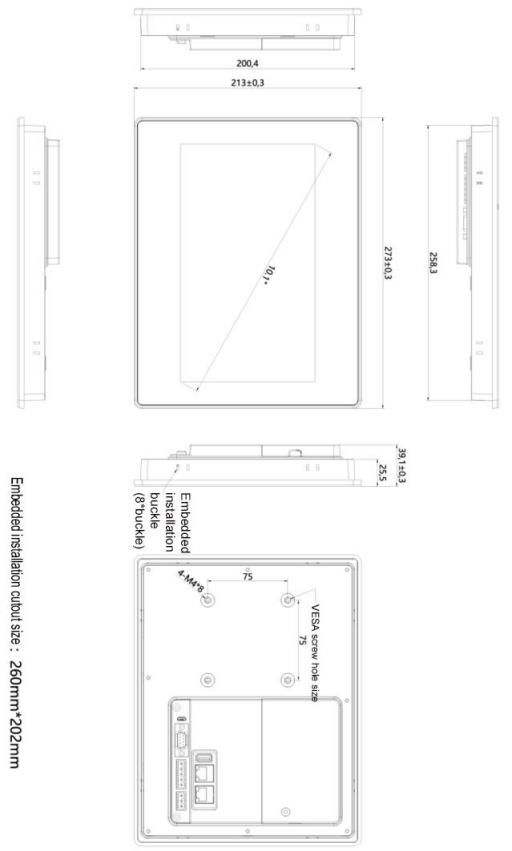 200,4
213±0,3
10.1"
273±0,3
258,3
39,1±0,3
25,5
Embedded
installation
buckle
(8*buckle)
4-M4*8
75
VESA screw hole size
75
Embedded installation cutout size： 260mm*202mm